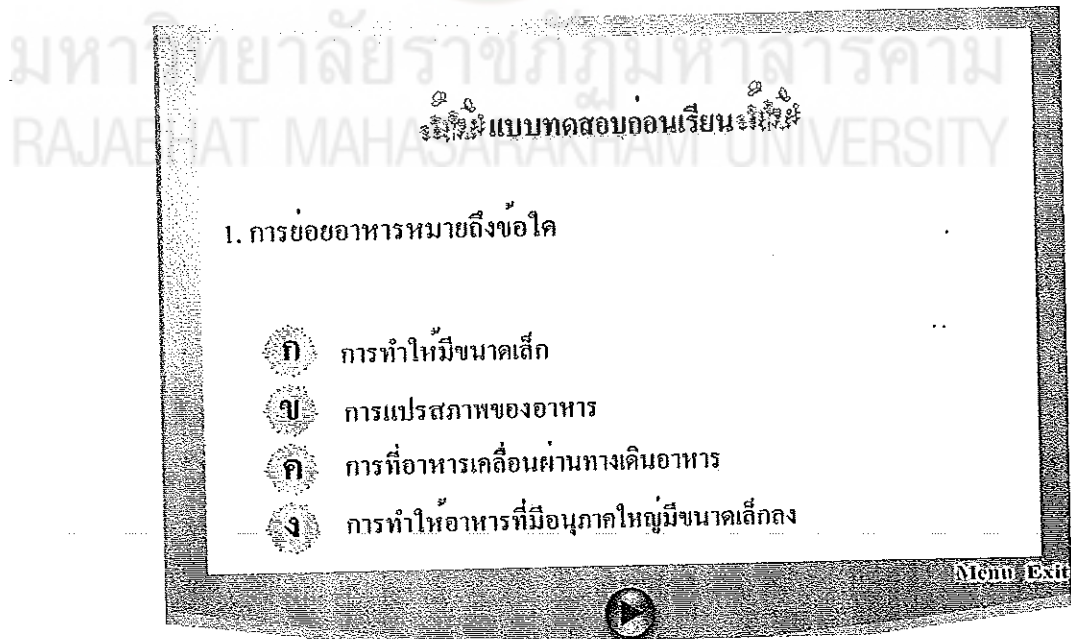 มหาวิทยาลัยราชภัฏมหาสารคาม
RAJABHAT MAHASARAKHAM UNIVERSITY
แบบทดสอบก่อนเรียน
1. การย่อยอาหารหมายถึงข้อใด
ก การทำให้มีขนาดเล็ก
ข การแปรสภาพของอาหาร
ค การที่อาหารเคลื่อนผ่านทางเดินอาหาร
ง การทำให้อาหารที่มีอนุภาคใหญ่มีขนาดเล็กลง
Menu Exit